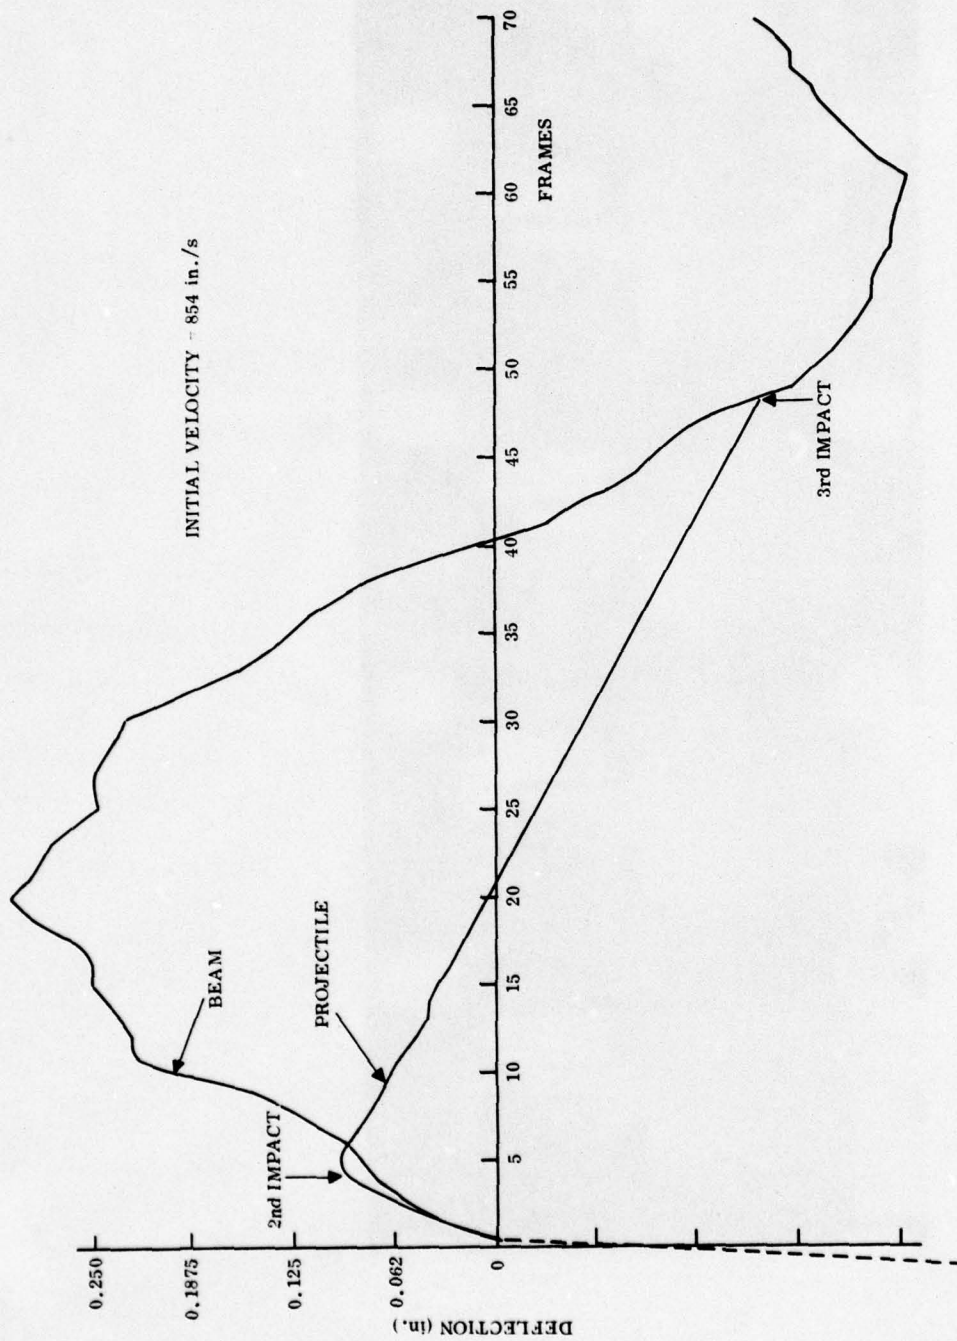 INITIAL VELOCITY - 854 in./s
0.250
0.1875
0.125
0.062
0
DEFLECTION (in.)
2nd IMPACT
BEAM
PROJECTILE
5
10
15
20
25
30
35
40
45
50
55
60
65
70
FRAMES
3rd IMPACT